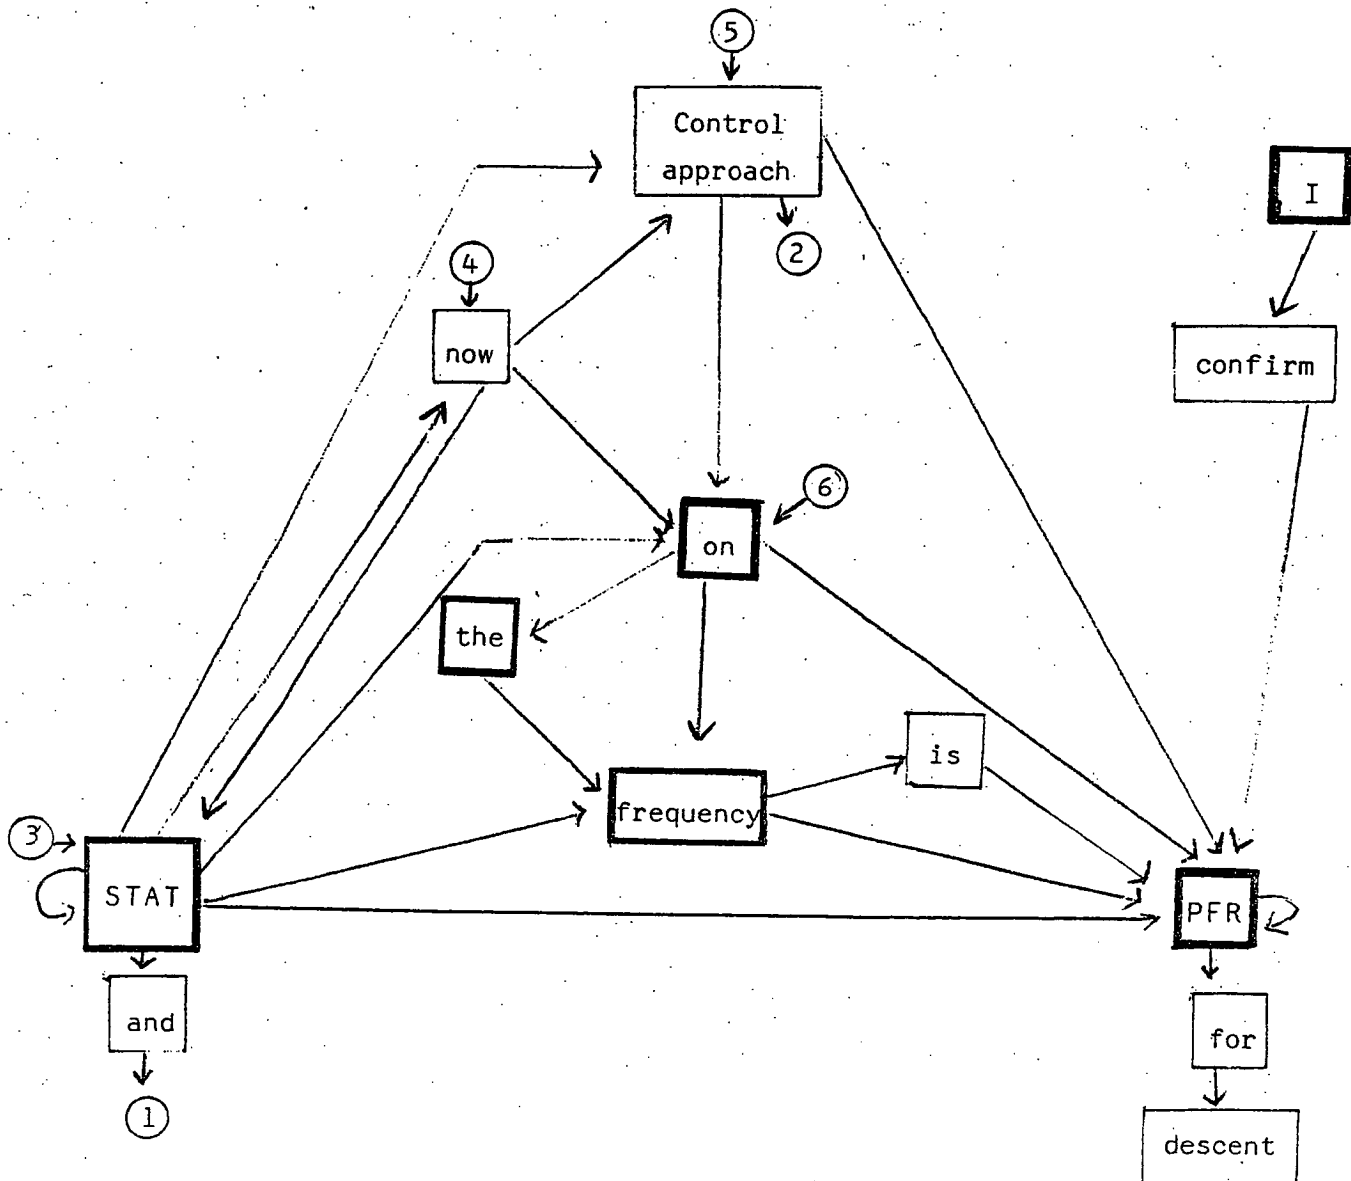 5
Control
approach
I
2
4
now
confirm
6
on
the
is
frequency
3
STAT
PFR
and
for
1
descent